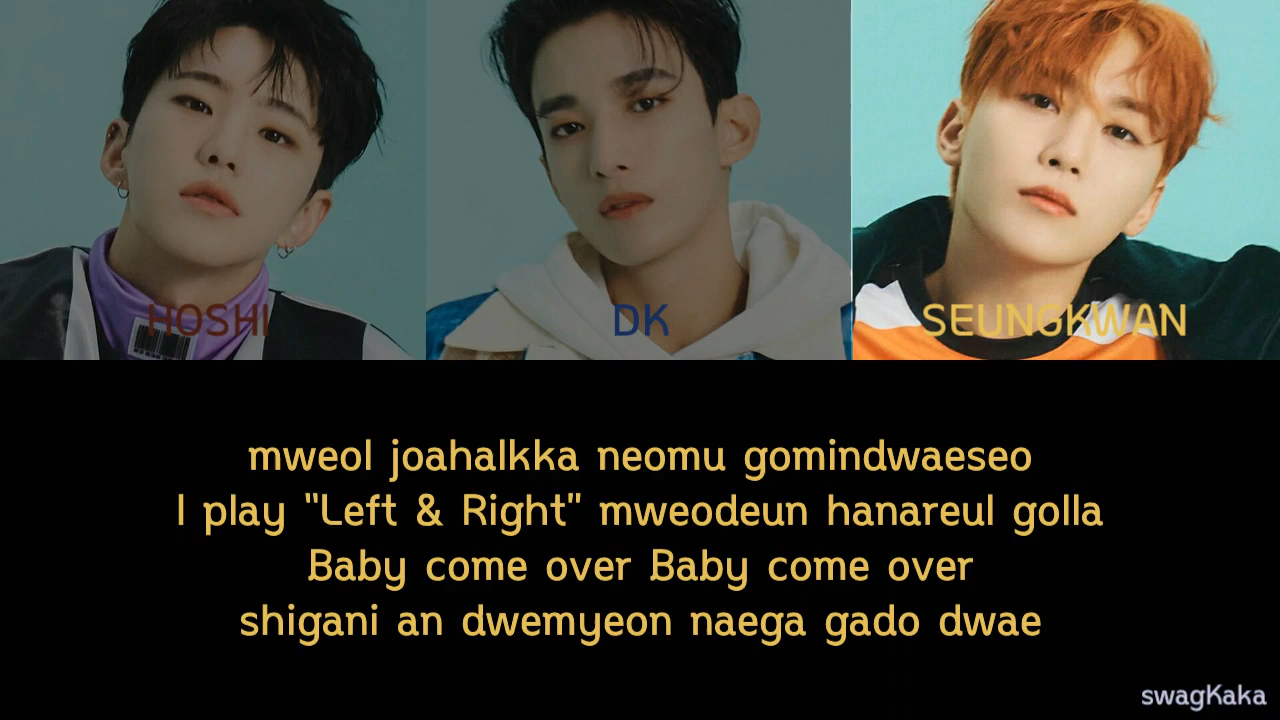 HOSHI
DK
SEUNGKWAN
mweol joahalkka neomu gomindwaeseo
I play "Left & Right" mweodeun hanareul golla
Baby come over Baby come over
shigani an dwemyeon naega gado dwae
swagKaka